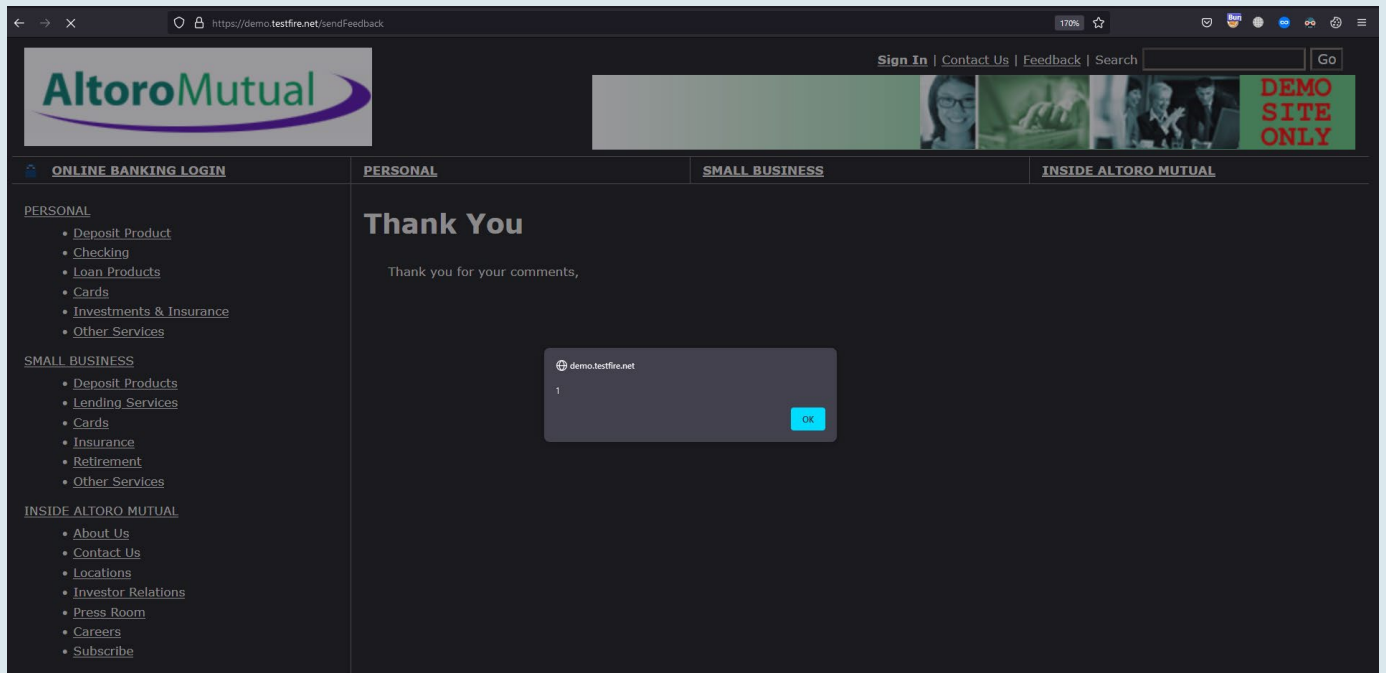 https://demo.testfire.net/sendFeedback
170%
Bun
Sign In | Contact Us | Feedback | Search Go
AltoroMutual
DEMO
SITE
ONLY
ONLINE BANKING LOGIN
PERSONAL
SMALL BUSINESS
INSIDE ALTORO MUTUAL
PERSONAL
• Deposit Product
• Checking
• Loan Products
• Cards
• Investments & Insurance
• Other Services
SMALL BUSINESS
• Deposit Products
• Lending Services
• Cards
• Insurance
• Retirement
• Other Services
INSIDE ALTORO MUTUAL
• About Us
• Contact Us
• Locations
• Investor Relations
• Press Room
• Careers
• Subscribe
Thank You
Thank you for your comments,
demo.testfire.net
1
OK